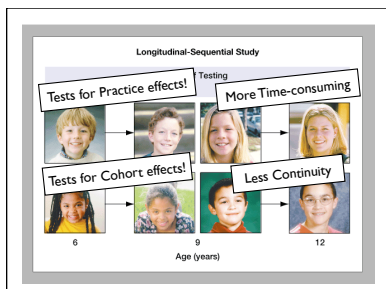 Longitudinal-Sequential Study
of Testing
Tests for Practice effects!
More Time-consuming
Tests for Cohort effects!
Less Continuity
6 9 12
Age (years)